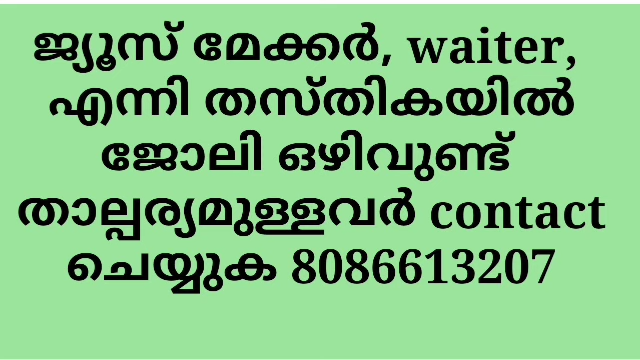 ജ്യൂസ് മേക്കർ, waiter,
എന്നി തസ്തികയിൽ
ജോലി ഒഴിവുണ്ട്
താല്പര്യമുള്ളവർ contact
ചെയ്യുക 8086613207